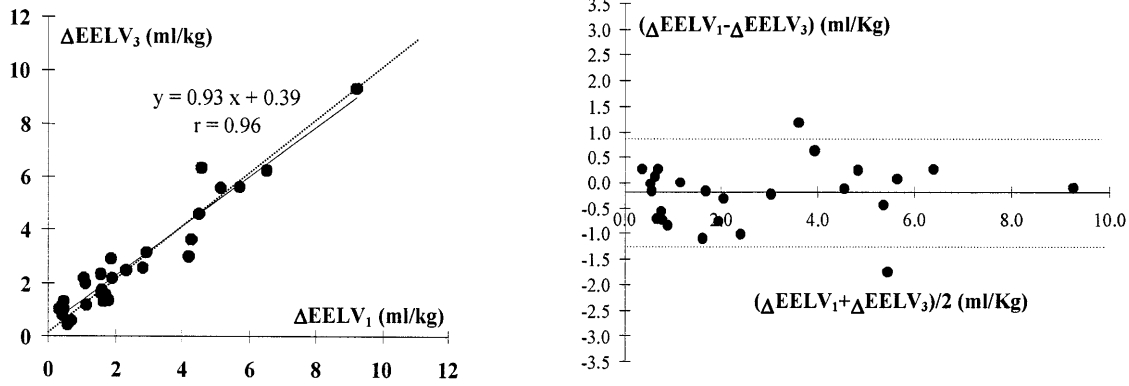 12
ΔEELV₃ (ml/kg)
10
y = 0.93 x + 0.39
r = 0.96
8
6
4
2
ΔEELV₁ (ml/kg)
0
0 2 4 6 8 10 12
3.5
(ΔEELV₁-ΔEELV₃) (ml/Kg)
3.0
2.5
2.0
1.5
1.0
0.5
0.0
0.0 2.0 4.0 6.0 8.0 10.0
-0.5
-1.0
-1.5
-2.0
(ΔEELV₁+ΔEELV₃)/2 (ml/Kg)
-2.5
-3.0
-3.5